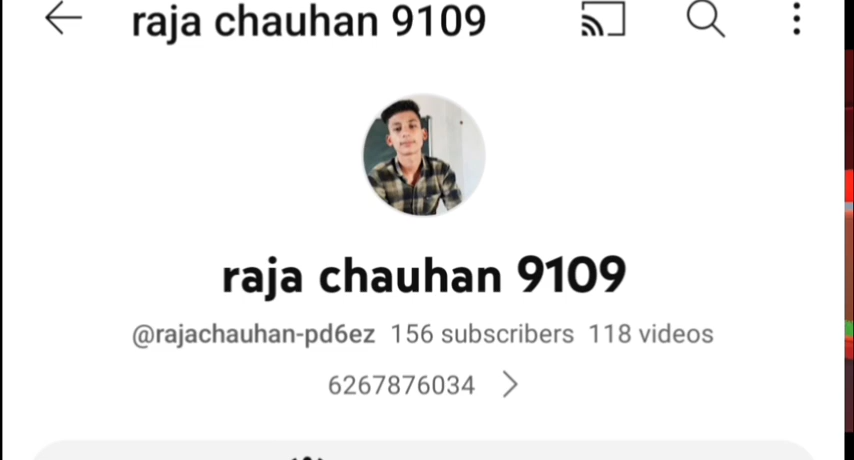 raja chauhan 9109
raja chauhan 9109
@rajachauhan-pd6ez 156 subscribers 118 videos
6267876034